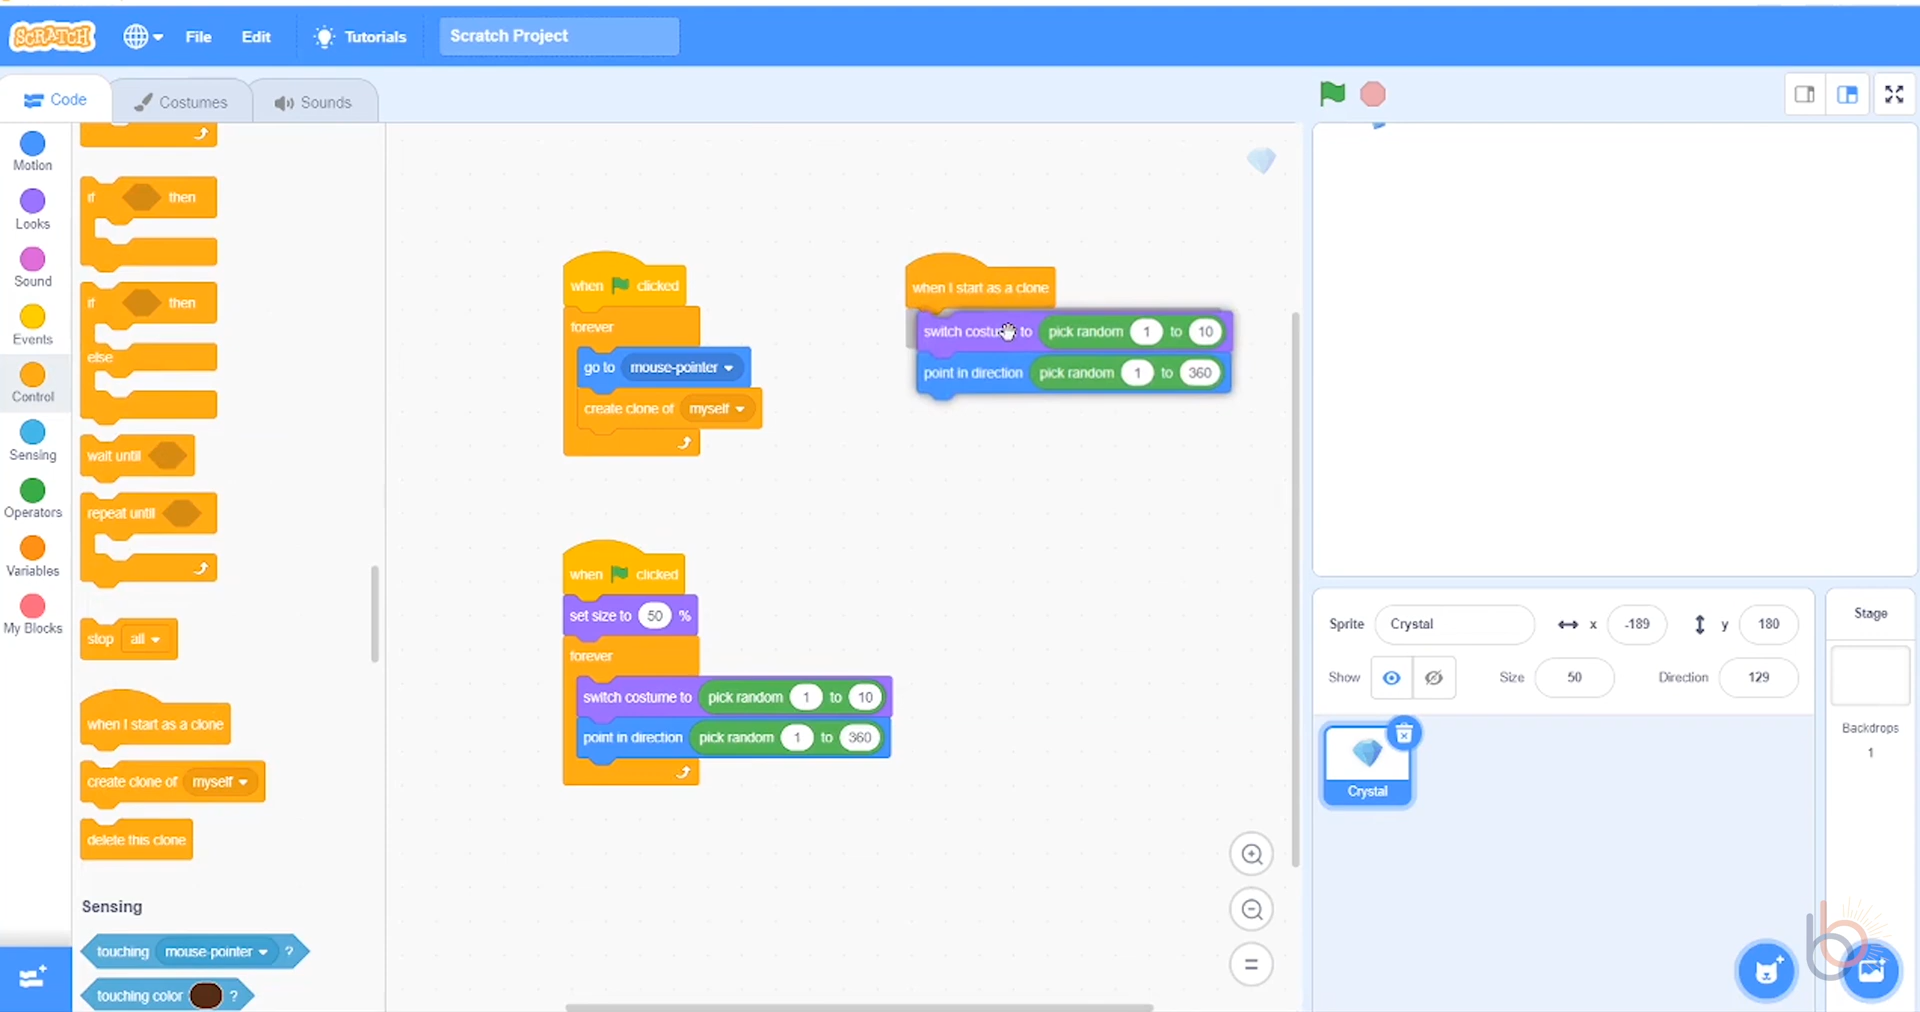 SCRATCH
File
Edit
Tutorials
Scratch Project
Code
Costumes
Sounds
Motion
Looks
Sound
Events
Control
Sensing
Operators
Variables
My Blocks
if then
if then
else
wait until
repeat until
stop all
when I start as a clone
create clone of myself
delete this clone
Sensing
touching mouse-pointer ?
touching color ?
when clicked
forever
go to mouse-pointer
create clone of myself
when I start as a clone
switch costume to pick random 1 to 10
point in direction pick random 1 to 360
when clicked
set size to 50 %
forever
switch costume to pick random 1 to 10
point in direction pick random 1 to 360
Sprite Crystal x -189 y 180
Show Size 50 Direction 129
Crystal
Stage
Backdrops
1